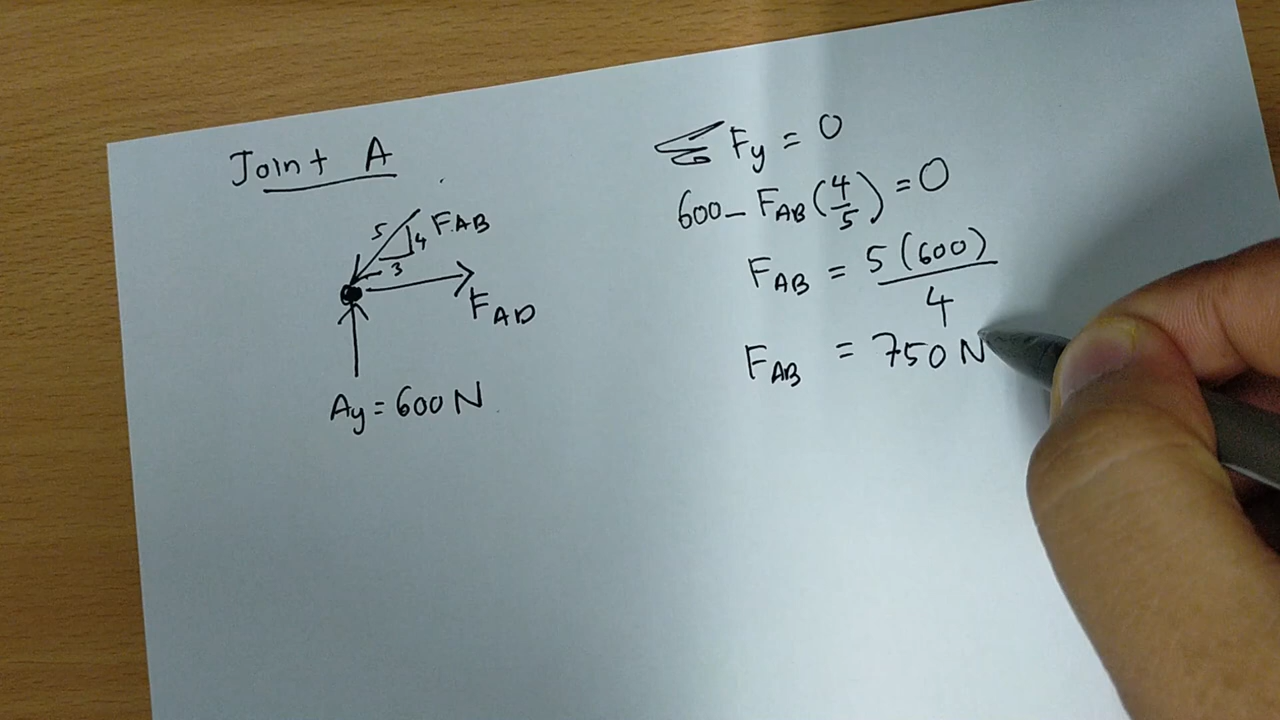 Joint A
5
4
3
FAB
FAD
Ay = 600 N
Σ Fy = 0
600 – FAB (4/5) = 0
FAB = 5 (600) / 4
FAB = 750 N